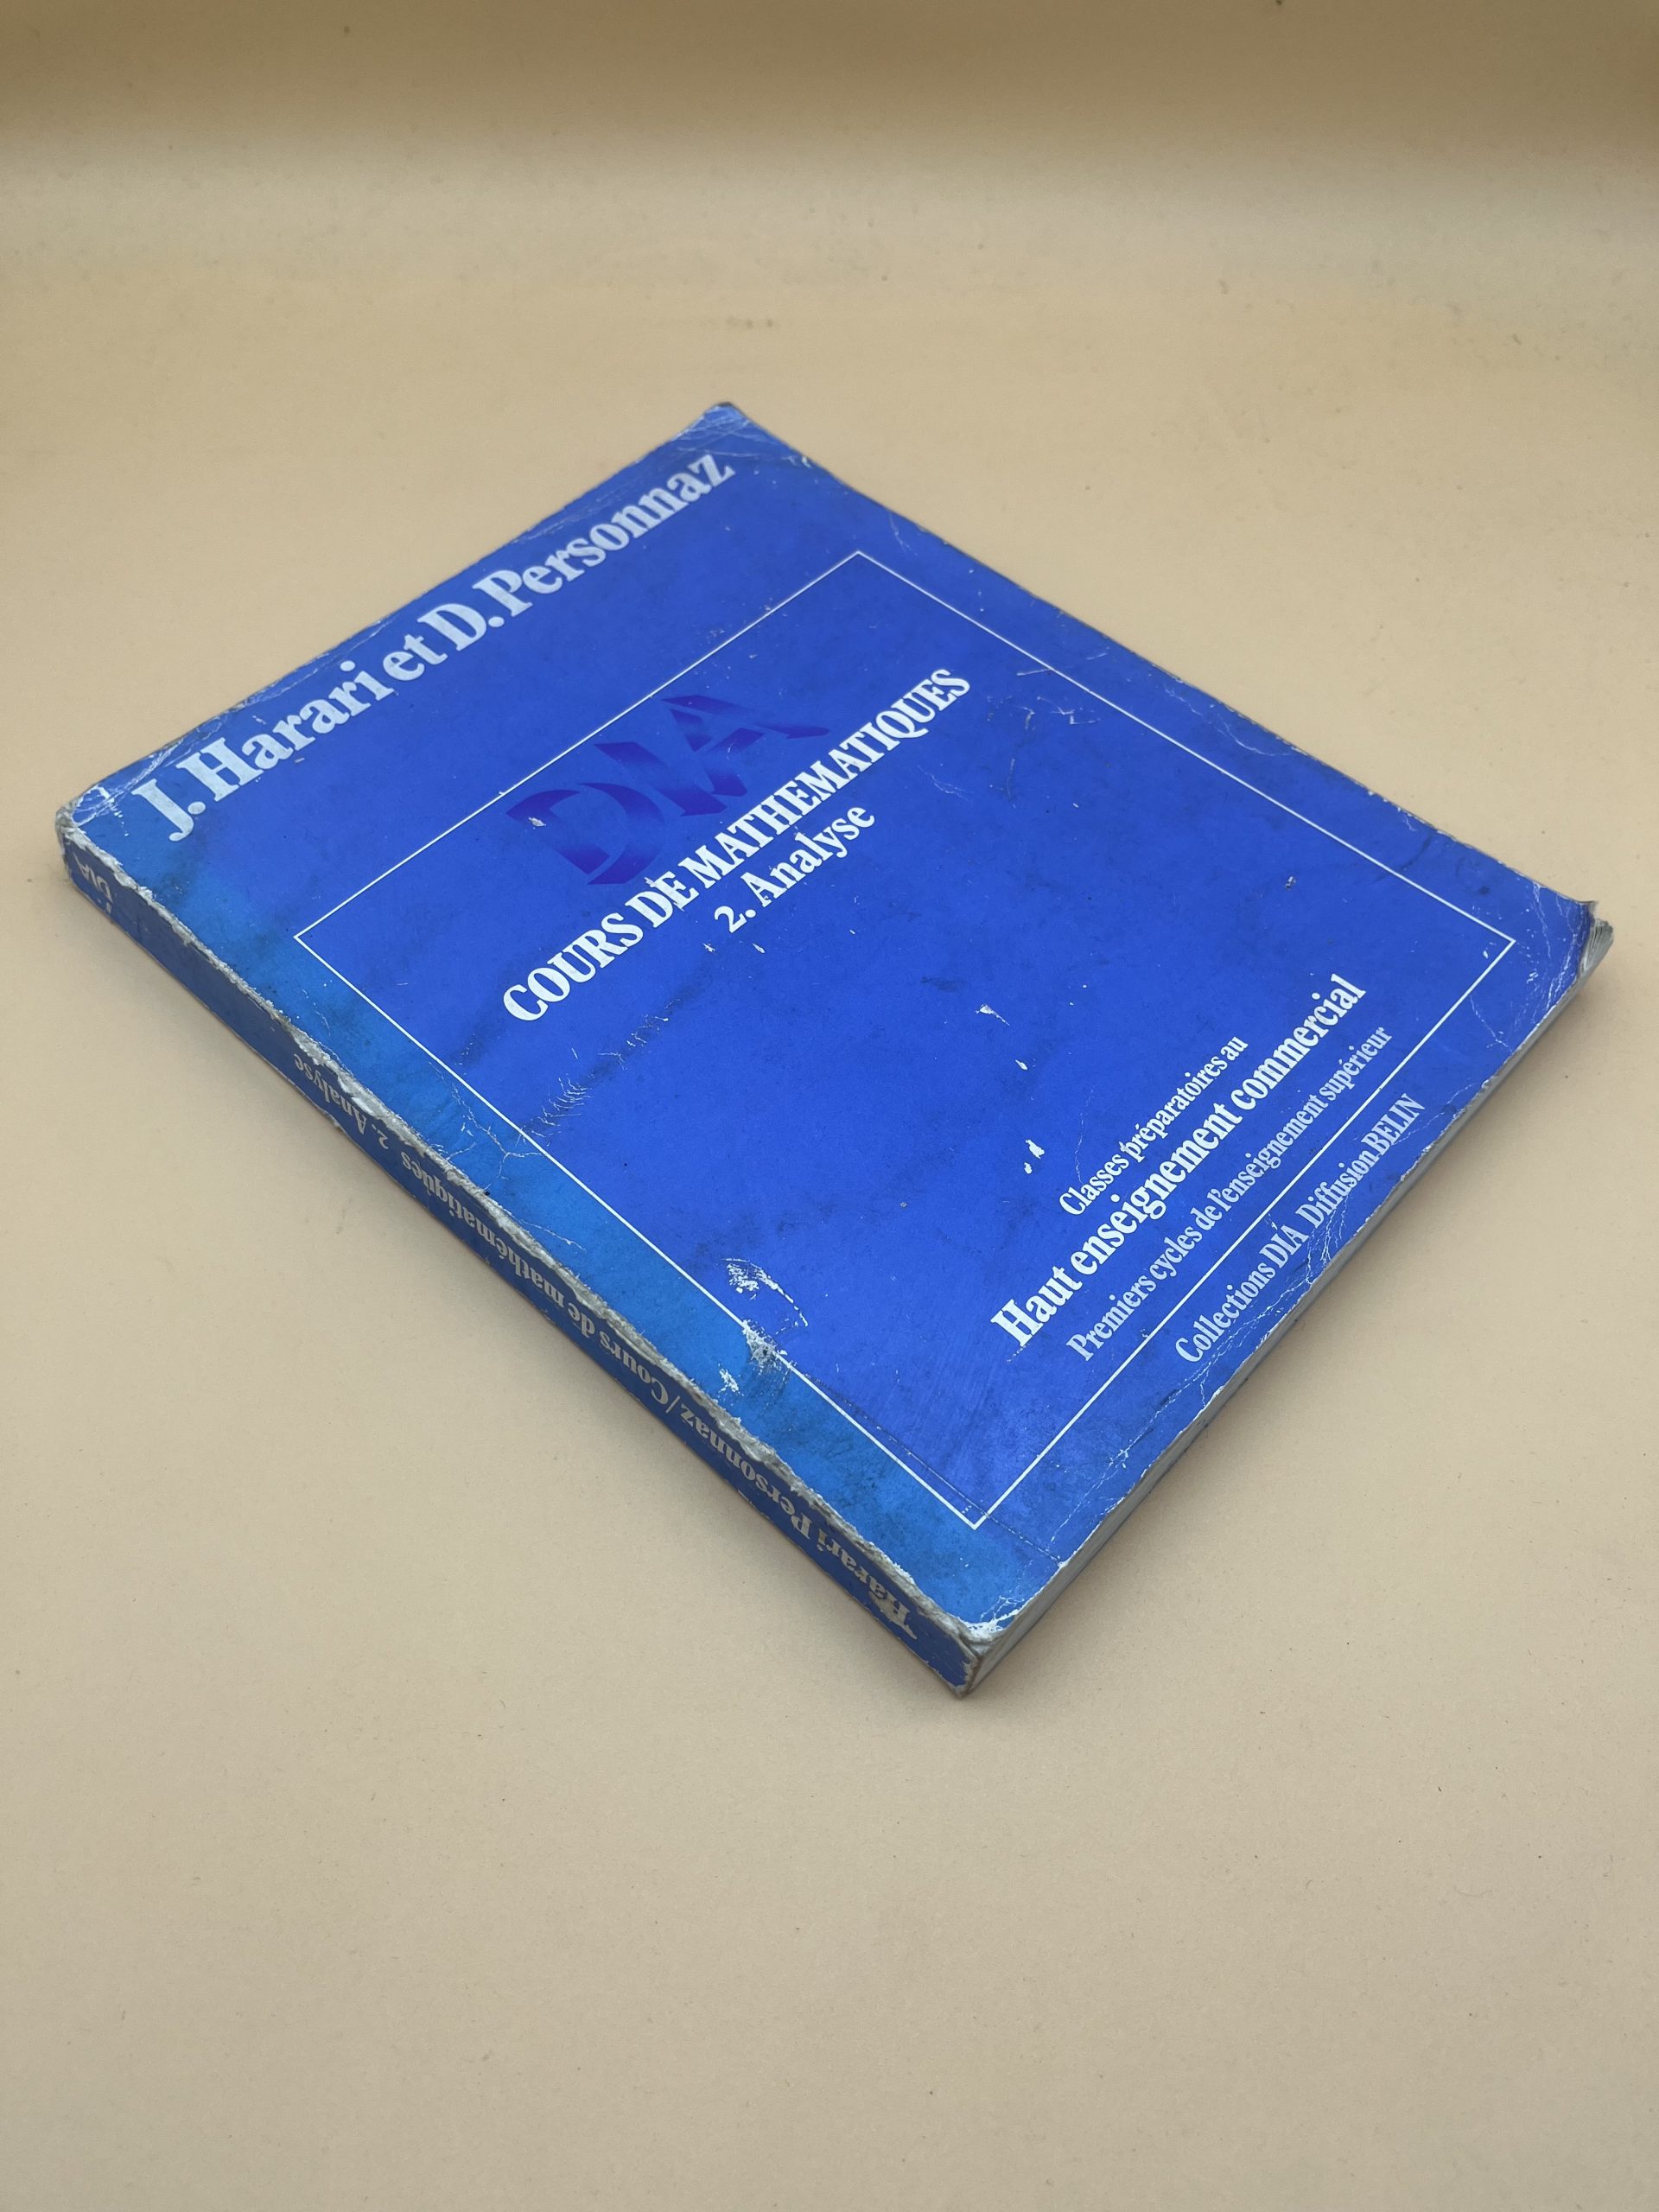 J. Harari et D. Personnaz
DIA
COURS DE MATHEMATIQUES
2. Analyse
Classes préparatoires au
Haut enseignement commercial
Premiers cycles de l'enseignement supérieur
Collections DIA Diffusion BELIN
Harari Personnaz/Cours de mathématiques 2. Analyse
DIA